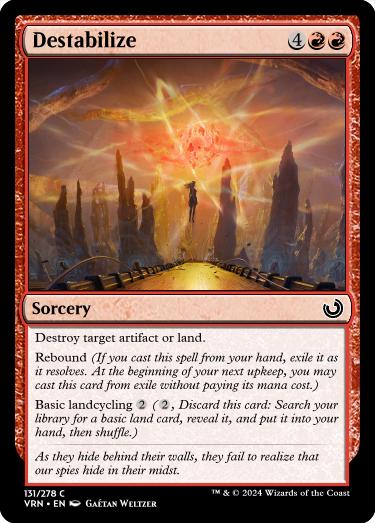 Destabilize 4
Sorcery
Destroy target artifact or land.
Rebound (If you cast this spell from your hand, exile it as
it resolves. At the beginning of your next upkeep, you may
cast this card from exile without paying its mana cost.)
Basic landcycling 2 (2, Discard this card: Search your
library for a basic land card, reveal it, and put it into your
hand, then shuffle.)
As they hide behind their walls, they fail to realize that
our spies hide in their midst.
131/278 C
VRN • EN Gaétan Weltzer
™ & © 2024 Wizards of the Coast